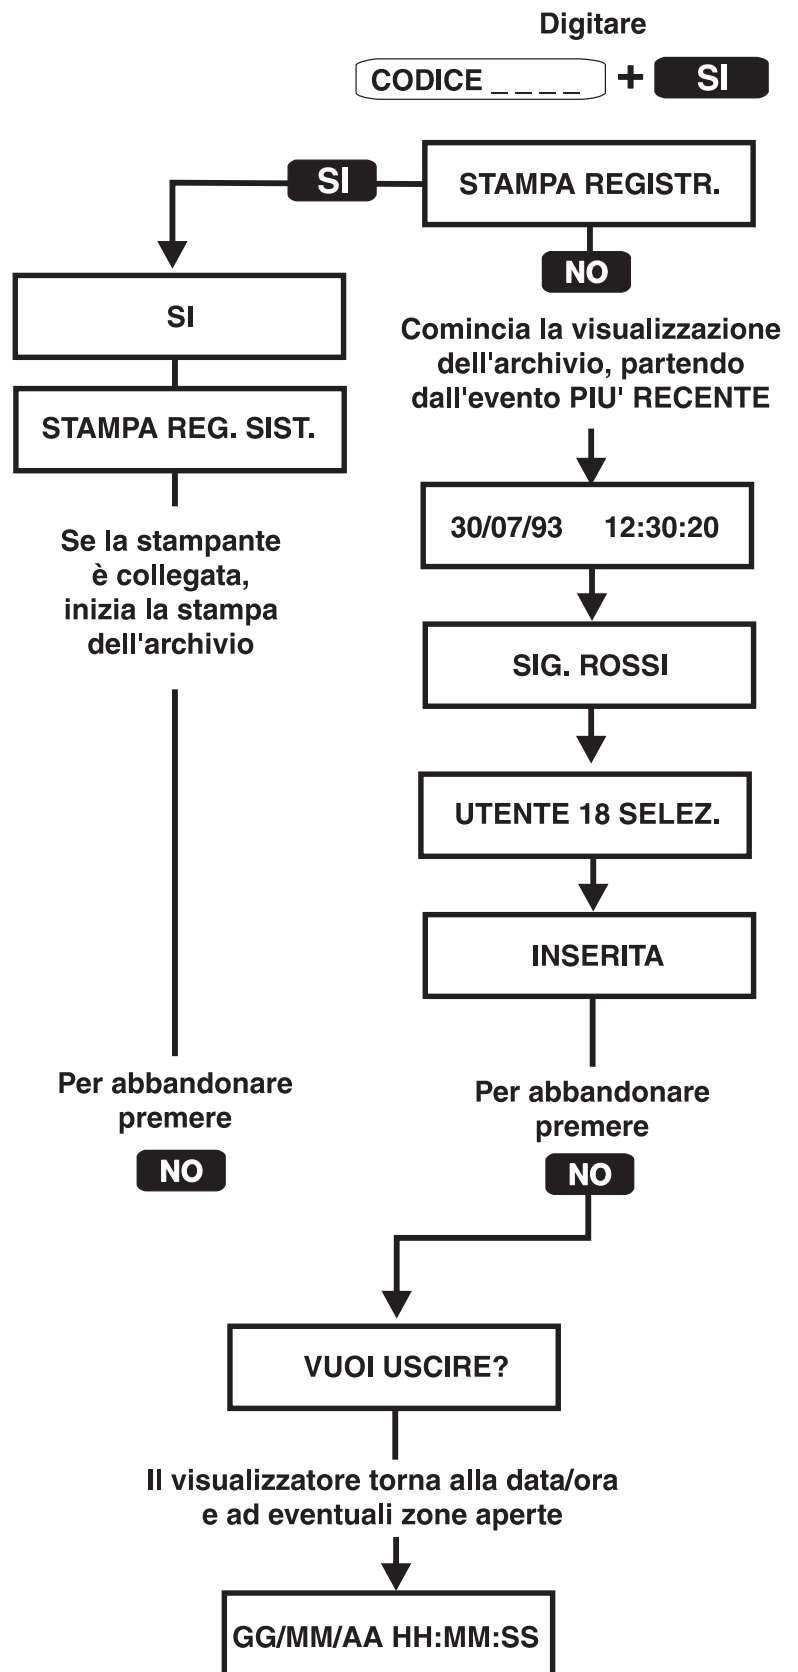 Digitare
CODICE _ _ _ _ + SI
SI
STAMPA REGISTR.
NO
SI
STAMPA REG. SIST.
Se la stampante
è collegata,
inizia la stampa
dell'archivio
Per abbandonare
premere
NO
Comincia la visualizzazione
dell'archivio, partendo
dall'evento PIU' RECENTE
30/07/93 12:30:20
SIG. ROSSI
UTENTE 18 SELEZ.
INSERITA
Per abbandonare
premere
NO
VUOI USCIRE?
Il visualizzatore torna alla data/ora
e ad eventuali zone aperte
GG/MM/AA HH:MM:SS